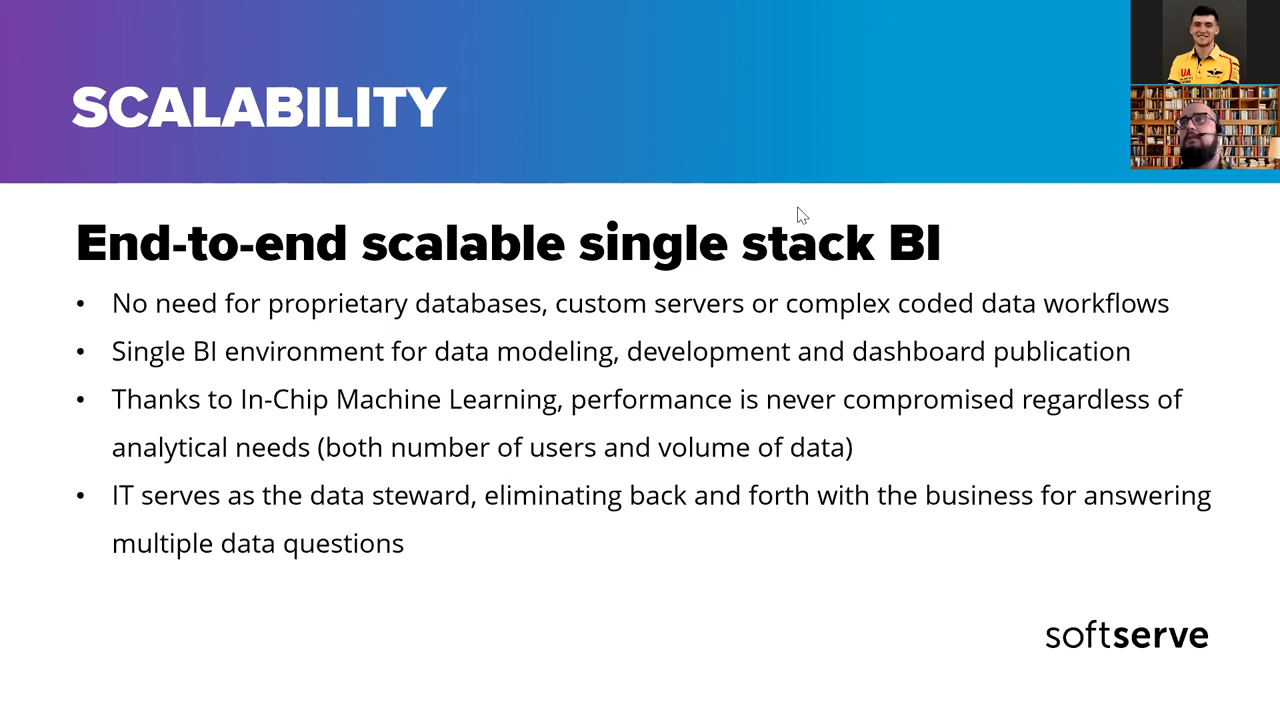 SCALABILITY
UA
End-to-end scalable single stack BI
• No need for proprietary databases, custom servers or complex coded data workflows
• Single BI environment for data modeling, development and dashboard publication
• Thanks to In-Chip Machine Learning, performance is never compromised regardless of
analytical needs (both number of users and volume of data)
• IT serves as the data steward, eliminating back and forth with the business for answering
multiple data questions
softserve